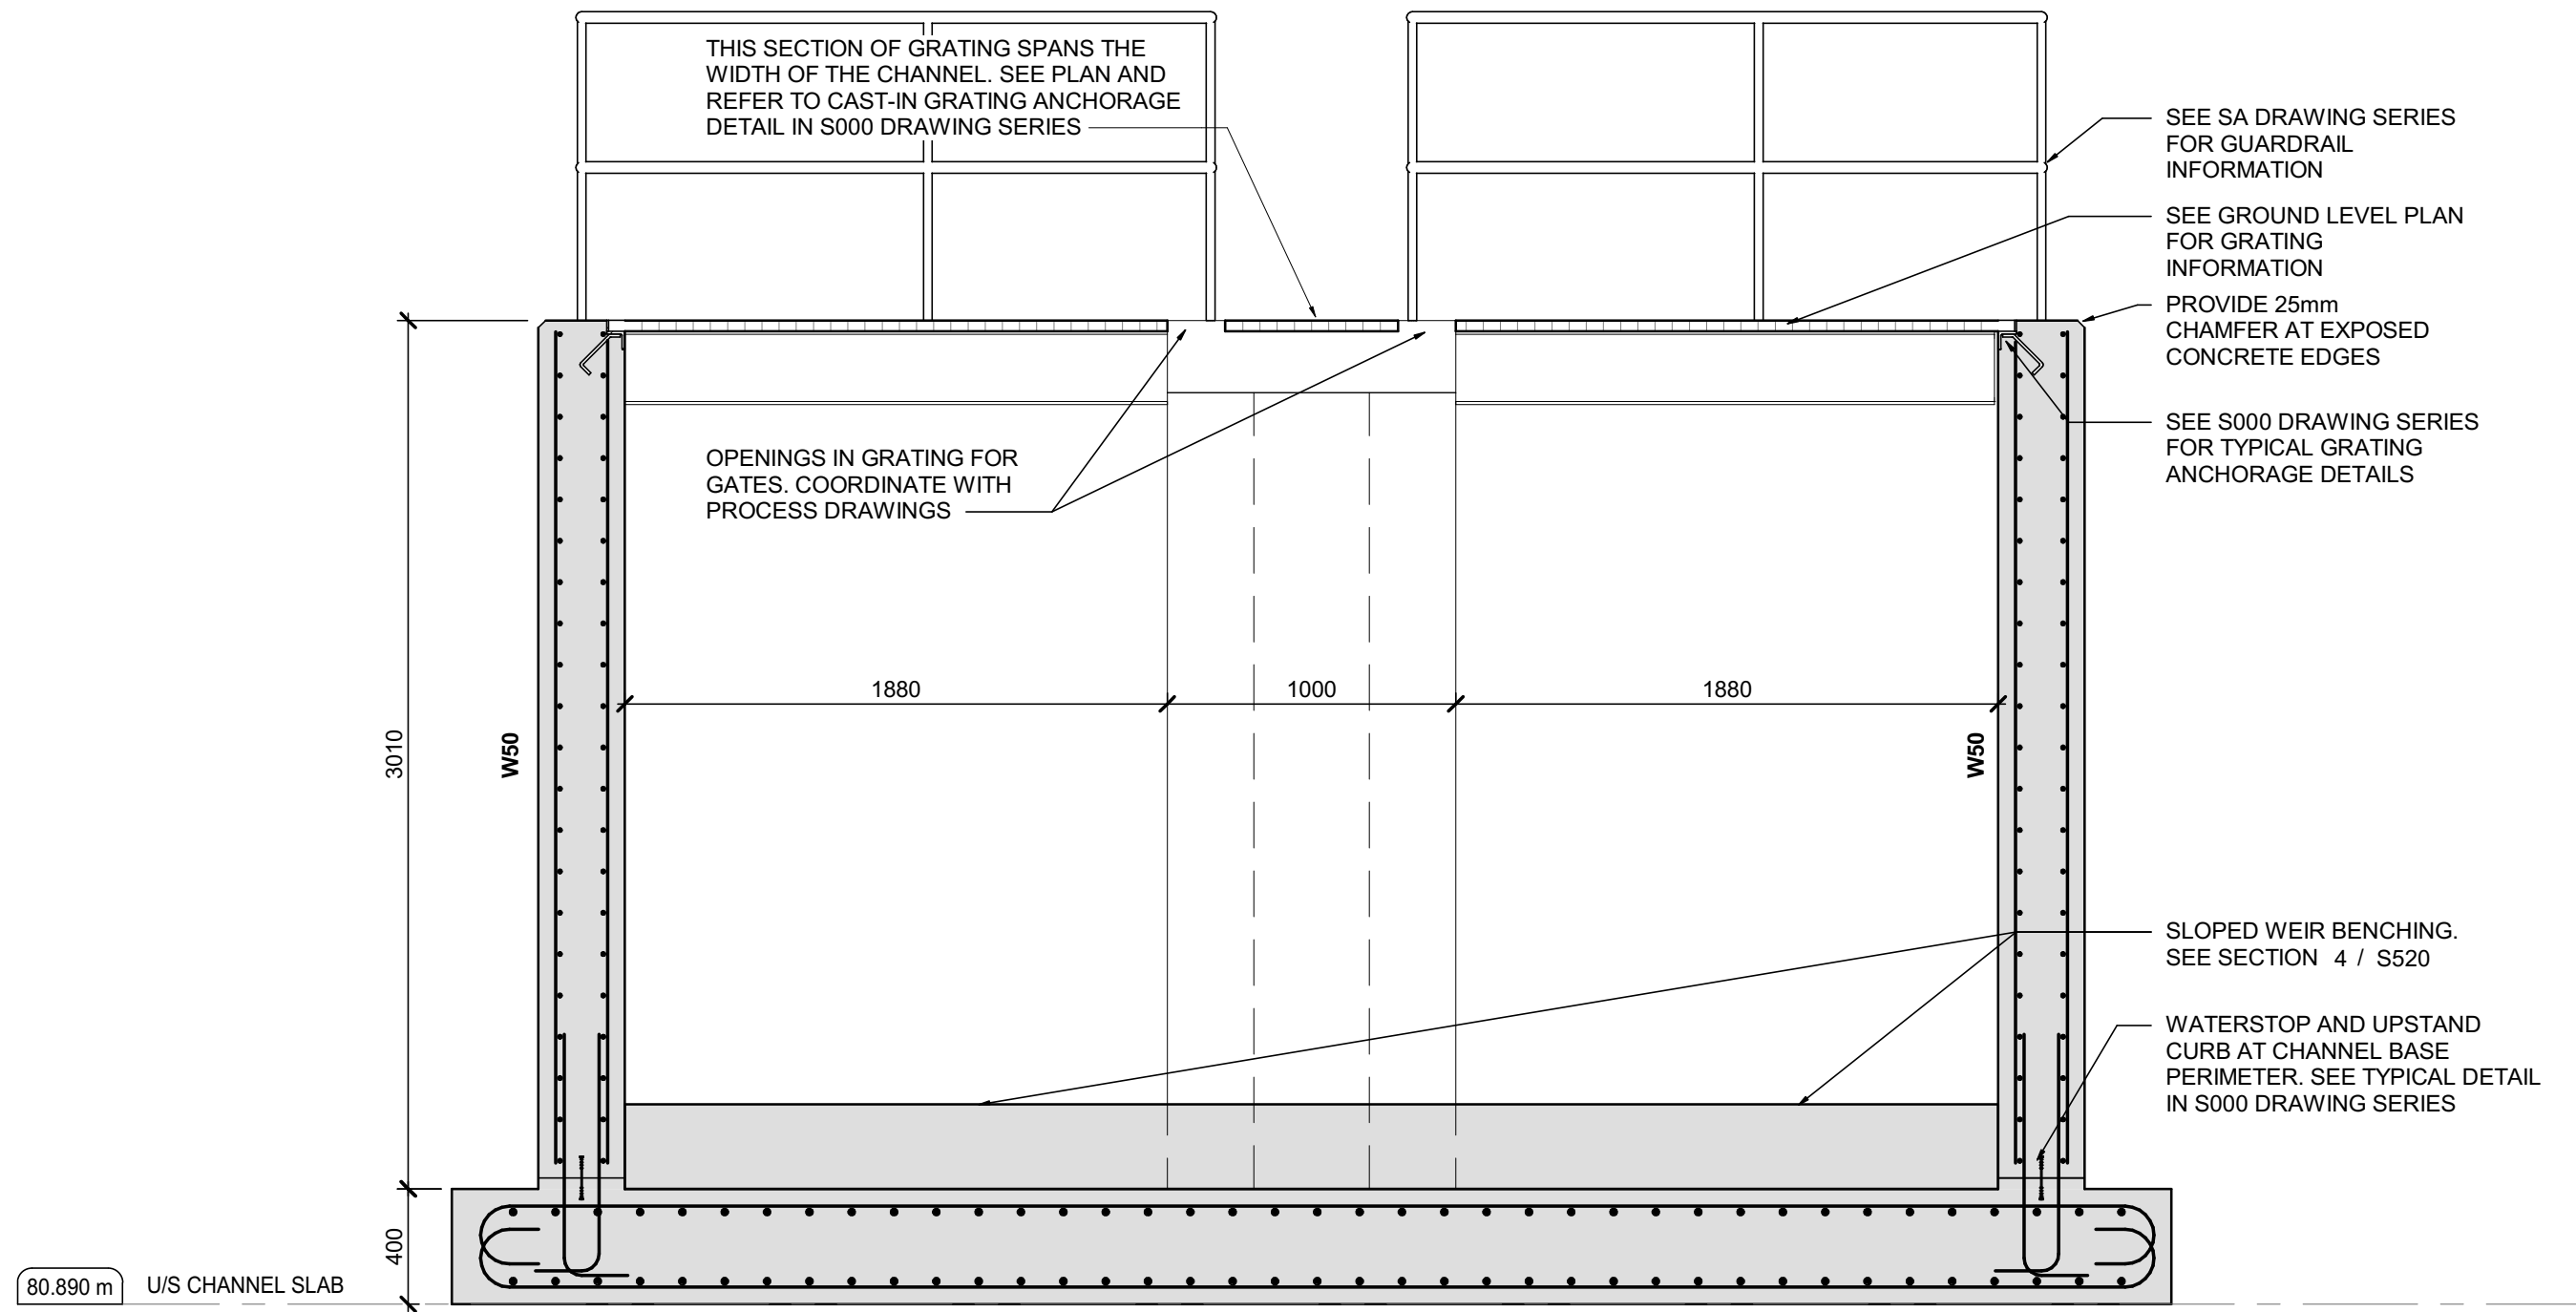 THIS SECTION OF GRATING SPANS THE
WIDTH OF THE CHANNEL. SEE PLAN AND
REFER TO CAST-IN GRATING ANCHORAGE
DETAIL IN S000 DRAWING SERIES
SEE SA DRAWING SERIES
FOR GUARDRAIL
INFORMATION
SEE GROUND LEVEL PLAN
FOR GRATING
INFORMATION
PROVIDE 25mm
CHAMFER AT EXPOSED
CONCRETE EDGES
SEE S000 DRAWING SERIES
FOR TYPICAL GRATING
ANCHORAGE DETAILS
OPENINGS IN GRATING FOR
GATES. COORDINATE WITH
PROCESS DRAWINGS
1880
1000
1880
3010
W50
W50
SLOPED WEIR BENCHING.
SEE SECTION 4 / S520
WATERSTOP AND UPSTAND
CURB AT CHANNEL BASE
PERIMETER. SEE TYPICAL DETAIL
IN S000 DRAWING SERIES
400
80.890 m U/S CHANNEL SLAB